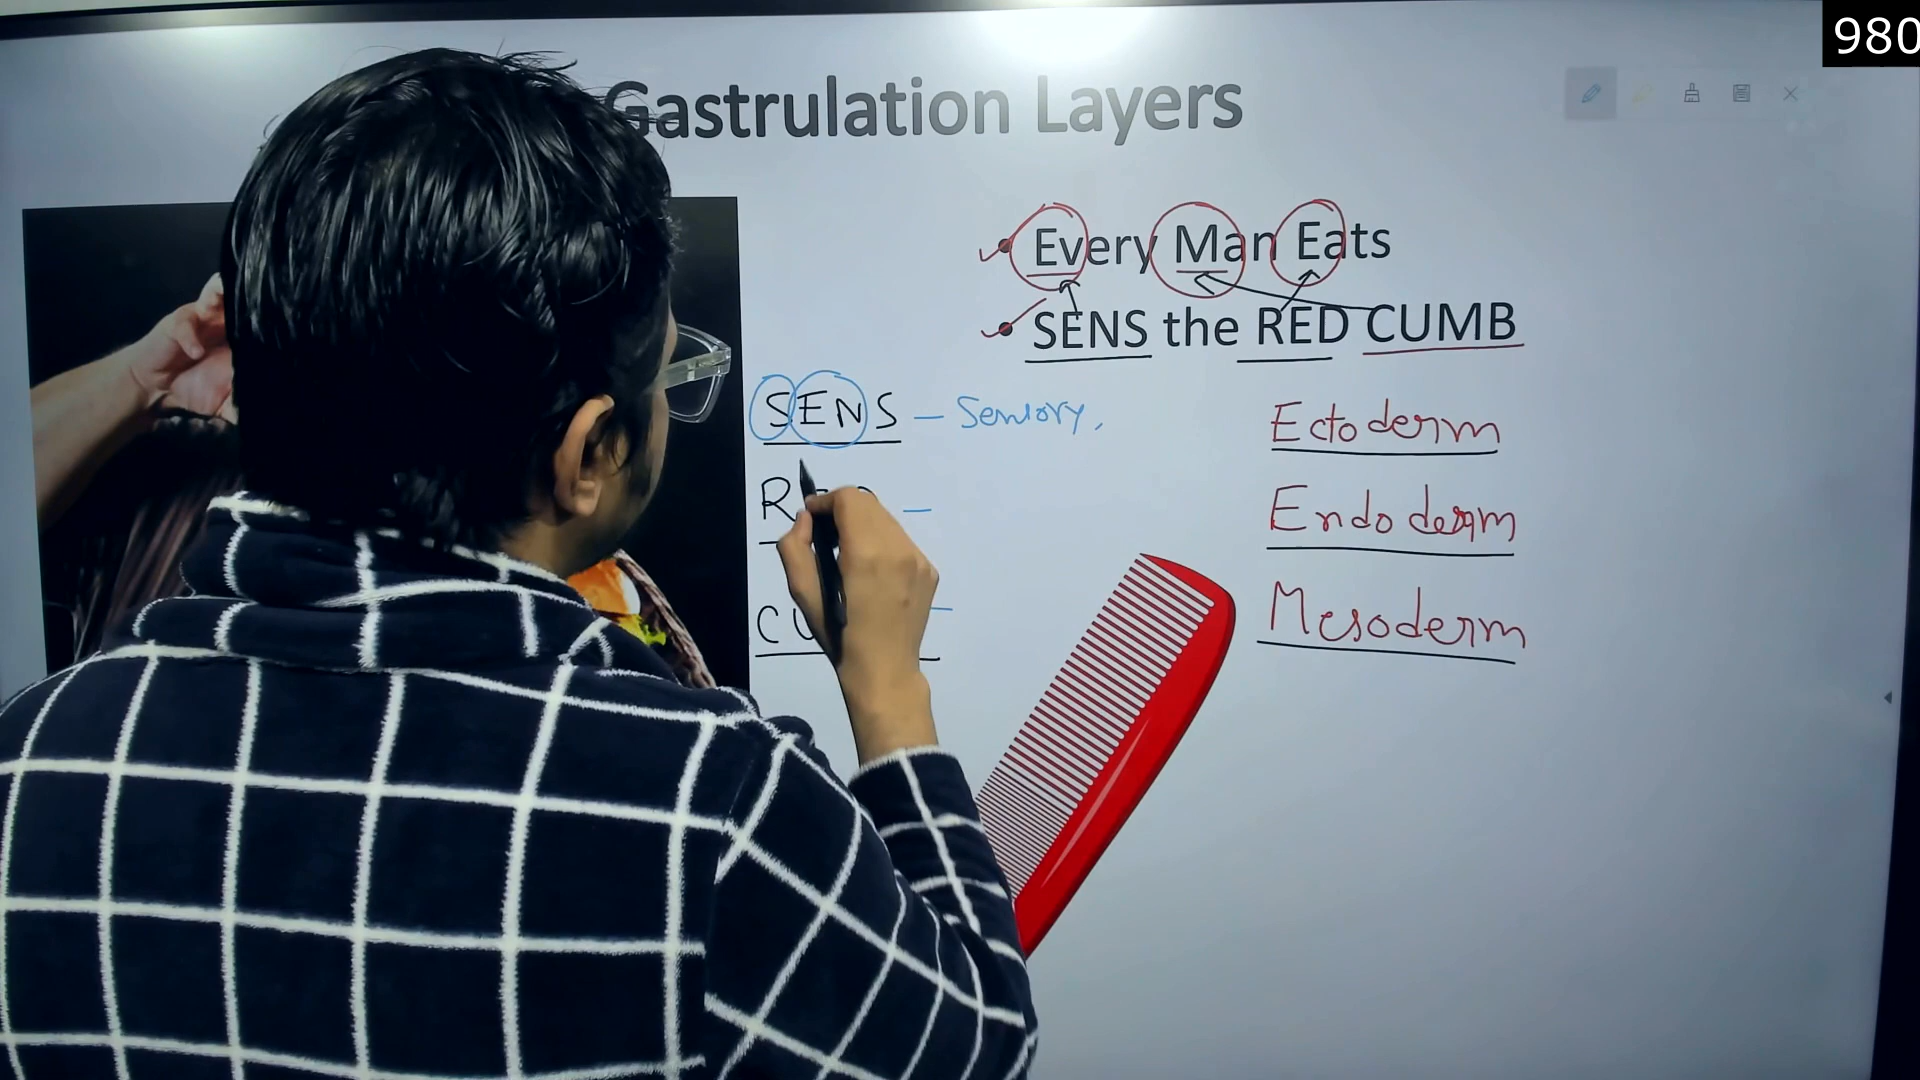 980
Gastrulation Layers
Every Man Eats
SENS the RED CUMB
SENS – Sensory,
Ectoderm
Endoderm
Mesoderm